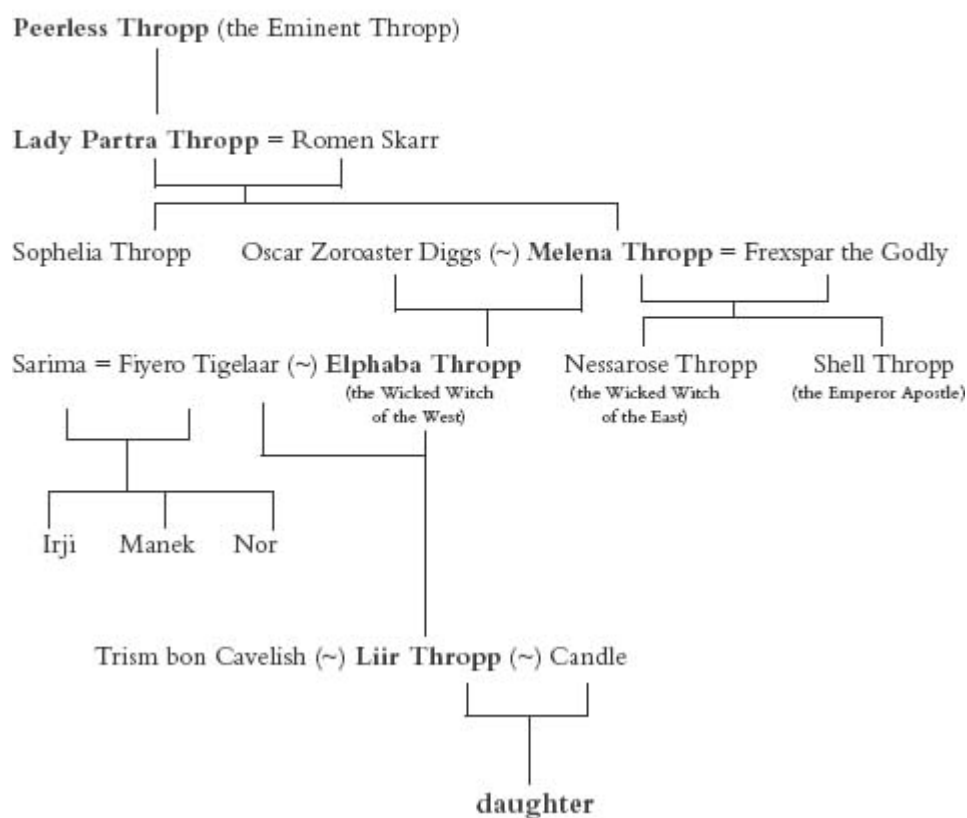 Peerless Thropp (the Eminent Thropp)
Lady Partra Thropp = Romen Skarr
Sophelia Thropp Oscar Zoroaster Diggs (~) Melena Thropp = Frexspar the Godly
Sarima = Fiyero Tigelaar (~) Elphaba Thropp Nessarose Thropp Shell Thropp
(the Wicked Witch (the Wicked Witch (the Emperor Apostle)
of the West) of the East)
Irji Manek Nor
Trism bon Cavelish (~) Liir Thropp (~) Candle
daughter